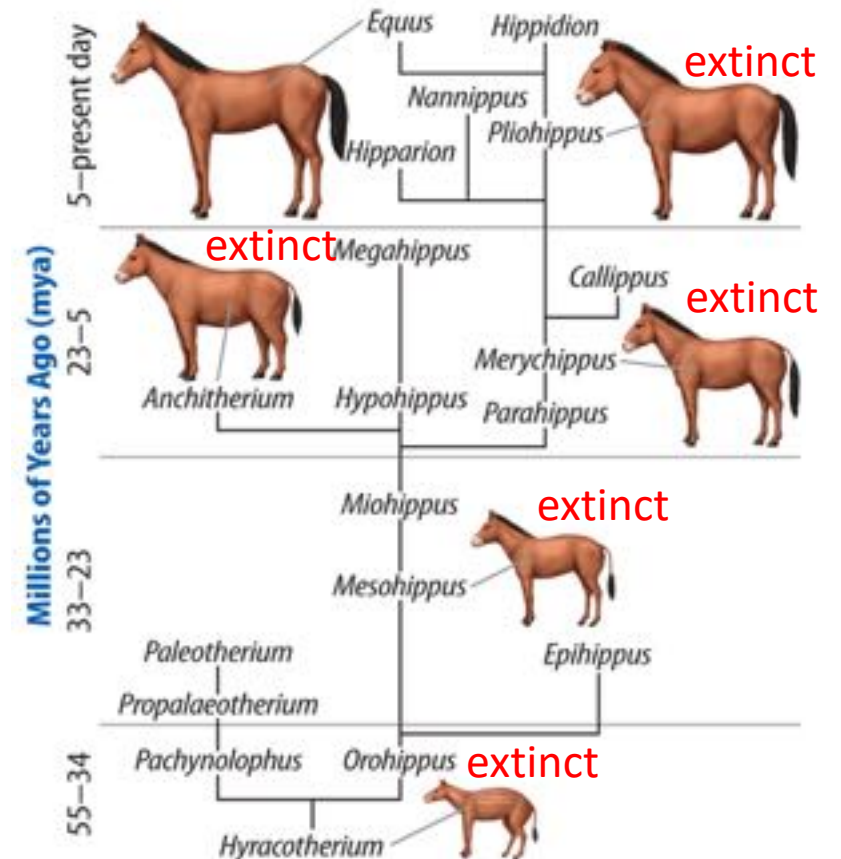 Equus
Hippidion
extinct
Nannippus
Pliohippus
Hipparion
5–present day
extinct
Megahippus
Callippus
extinct
Merychippus
Anchitherium
Hypohippus
Parahippus
23–5
Millions of Years Ago (mya)
Miohippus
extinct
Mesohippus
33–23
Paleotherium
Epihippus
Propalaeotherium
Pachynolophus
Orohippus
extinct
55–34
Hyracotherium